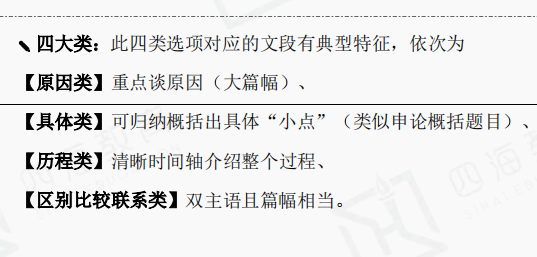 四大类：此四类选项对应的文段有典型特征，依次为
【原因类】重点谈原因（大篇幅）、
【具体类】可归纳概括出具体“小点”（类似申论概括题目）、
【历程类】清晰时间轴介绍整个过程、
【区别比较联系类】双主语且篇幅相当。
四海